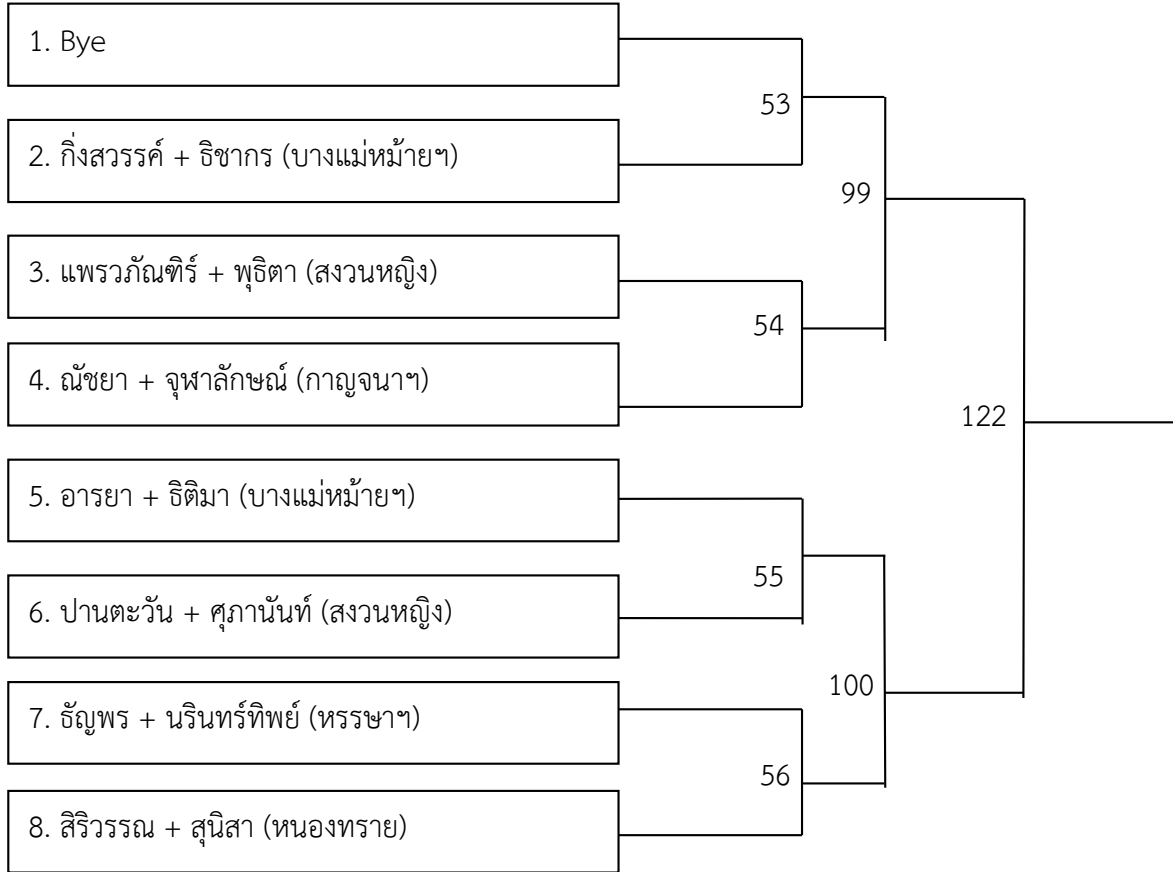 1. Bye
53
2. กิ่งสวรรค์ + ธิชากร (บางแม่หม้ายฯ)
99
3. แพรวภัณฑิร์ + พุธิตา (สงวนหญิง)
54
4. ณัชยา + จุฬาลักษณ์ (กาญจนาฯ)
122
5. อารยา + ธิติมา (บางแม่หม้ายฯ)
55
6. ปานตะวัน + ศุภานันท์ (สงวนหญิง)
100
7. ธัญพร + นรินทร์ทิพย์ (หรรษาฯ)
56
8. สิริวรรณ + สุนิสา (หนองทราย)